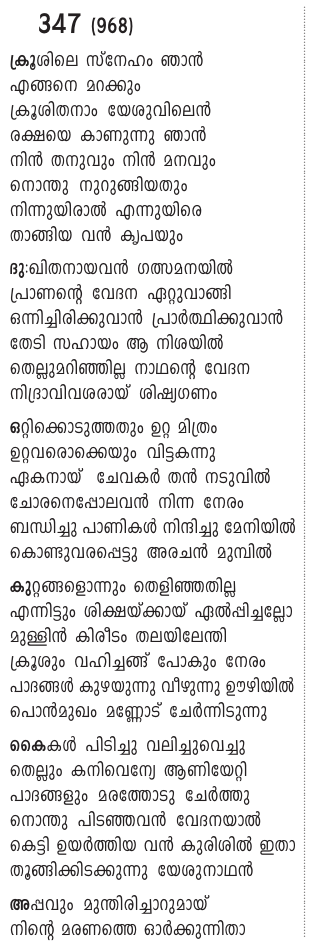 347 (968)
ക്രൂശിലെ സ്നേഹം ഞാൻ
എങ്ങനെ മറക്കും
ക്രൂശിതനാം യേശുവിലെൻ
രക്ഷയെ കാണുന്നു ഞാൻ
നിൻ തനുവും നിൻ മനവും
നൊന്തു നുറുങ്ങിയതും
നിന്നുയിരാൽ എന്നുയിരെ
താങ്ങിയ വൻ കൃപയും
ദു:ഖിതനായവൻ ഗത്സമനയിൽ
പ്രാണന്റെ വേദന ഏറ്റുവാങ്ങി
ഒന്നിച്ചിരിക്കുവാൻ പ്രാർത്ഥിക്കുവാൻ
തേടി സഹായം ആ നിശയിൽ
തെല്ലുമറിഞ്ഞില്ല നാഥന്റെ വേദന
നിദ്രാവിവശരായ് ശിഷ്യഗണം
ഒറ്റിക്കൊടുത്തതും ഉറ്റ മിത്രം
ഉറ്റവരൊക്കെയും വിട്ടകന്നു
ഏകനായ് ചേവകർ തൻ നടുവിൽ
ചോരനെപ്പോലവൻ നിന്ന നേരം
ബന്ധിച്ചു പാണികൾ നിന്ദിച്ചു മേനിയിൽ
കൊണ്ടുവരപ്പെട്ടു അരചൻ മുമ്പിൽ
കുറ്റങ്ങളൊന്നും തെളിഞ്ഞതില്ല
എന്നിട്ടും ശിക്ഷയ്ക്കായ് ഏൽപ്പിച്ചല്ലോ
മുള്ളിൻ കിരീടം തലയിലേന്തി
ക്രൂശും വഹിച്ചങ്ങ് പോകും നേരം
പാദങ്ങൾ കുഴയുന്നു വീഴുന്നു ഊഴിയിൽ
പൊൻമുഖം മണ്ണോട് ചേർന്നിടുന്നു
കൈകൾ പിടിച്ചു വലിച്ചുവെച്ചു
തെല്ലും കനിവെന്യേ ആണിയേറ്റി
പാദങ്ങളും മരത്തോടു ചേർത്തു
നൊന്തു പിടഞ്ഞവൻ വേദനയാൽ
കെട്ടി ഉയർത്തിയ വൻ കുരിശിൽ ഇതാ
തൂങ്ങിക്കിടക്കുന്നു യേശുനാഥൻ
അപ്പവും മുന്തിരിച്ചാറുമായ്
നിന്റെ മരണത്തെ ഓർക്കുന്നിതാ